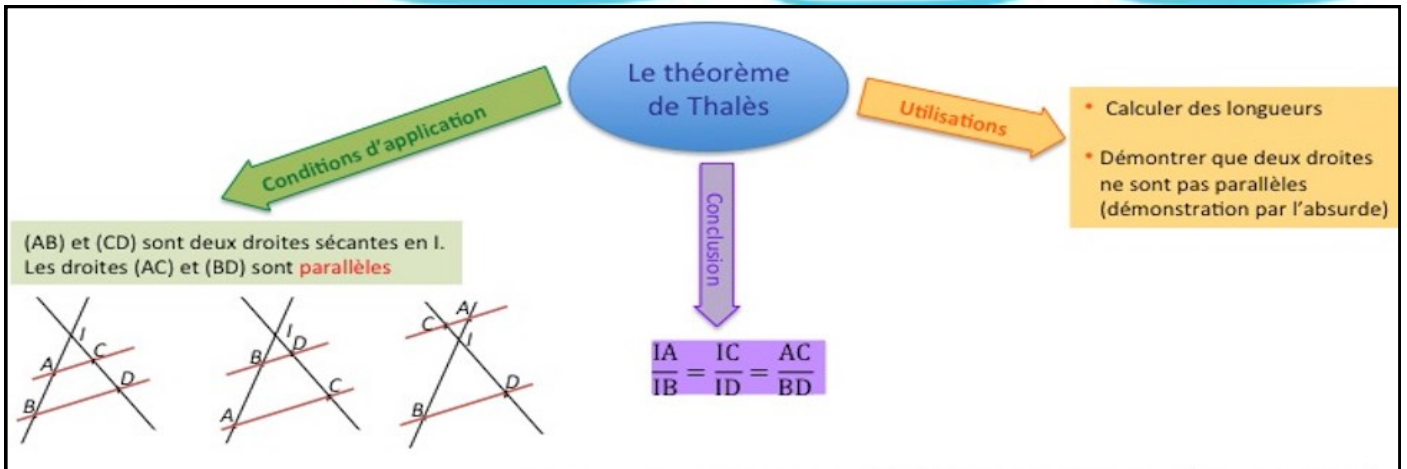 Le théorème
de Thalès
Conditions d'application
(AB) et (CD) sont deux droites sécantes en I.
Les droites (AC) et (BD) sont parallèles
I
A
C
B
D
I
B
D
A
C
C
A
I
B
D
Conclusion
IA/IB = IC/ID = AC/BD
Utilisations
• Calculer des longueurs
• Démontrer que deux droites
ne sont pas parallèles
(démonstration par l'absurde)